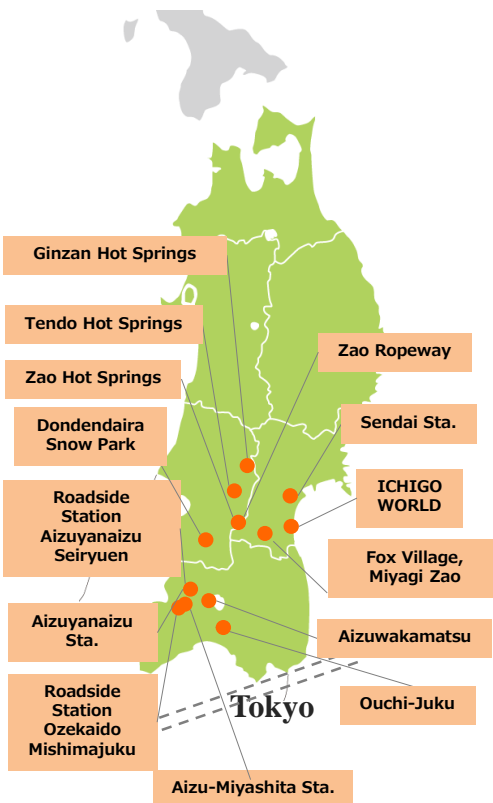 Ginzan Hot Springs
Tendo Hot Springs
Zao Ropeway
Zao Hot Springs
Dondendaira
Snow Park
Sendai Sta.
Roadside
Station
Aizuyanaizu
Seiryuen
ICHIGO
WORLD
Fox Village,
Miyagi Zao
Aizuyanaizu
Sta.
Aizuwakamatsu
Roadside
Station
Ozekaido
Mishimajuku
Ouchi-Juku
Tokyo
Aizu-Miyashita Sta.